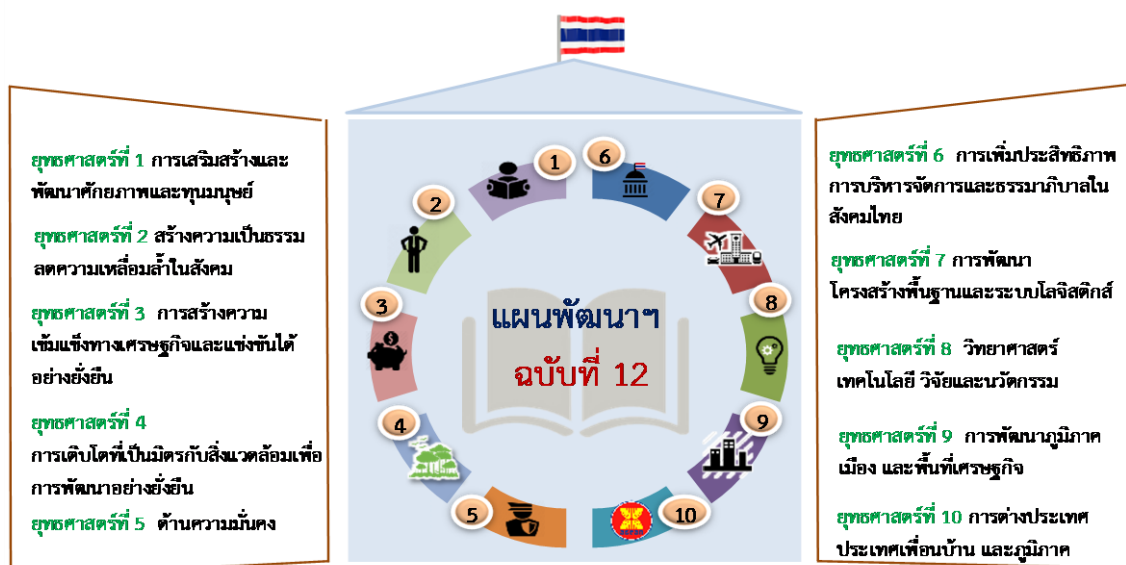 ยุทธศาสตร์ที่ 1 การเสริมสร้างและ
พัฒนาศักยภาพและทุนมนุษย์
ยุทธศาสตร์ที่ 2 สร้างความเป็นธรรม
ลดความเหลื่อมล้ำในสังคม
ยุทธศาสตร์ที่ 3 การสร้างความ
เข้มแข็งทางเศรษฐกิจและแข่งขันได้
อย่างยั่งยืน
ยุทธศาสตร์ที่ 4
การเติบโตที่เป็นมิตรกับสิ่งแวดล้อมเพื่อ
การพัฒนาอย่างยั่งยืน
ยุทธศาสตร์ที่ 5 ด้านความมั่นคง
1
2
3
4
5
6
7
8
9
10
แผนพัฒนาฯ
ฉบับที่ 12
ยุทธศาสตร์ที่ 6 การเพิ่มประสิทธิภาพ
การบริหารจัดการและธรรมาภิบาลใน
สังคมไทย
ยุทธศาสตร์ที่ 7 การพัฒนา
โครงสร้างพื้นฐานและระบบโลจิสติกส์
ยุทธศาสตร์ที่ 8 วิทยาศาสตร์
เทคโนโลยี วิจัยและนวัตกรรม
ยุทธศาสตร์ที่ 9 การพัฒนาภูมิภาค
เมือง และพื้นที่เศรษฐกิจ
ยุทธศาสตร์ที่ 10 การต่างประเทศ
ประเทศเพื่อนบ้าน และภูมิภาค